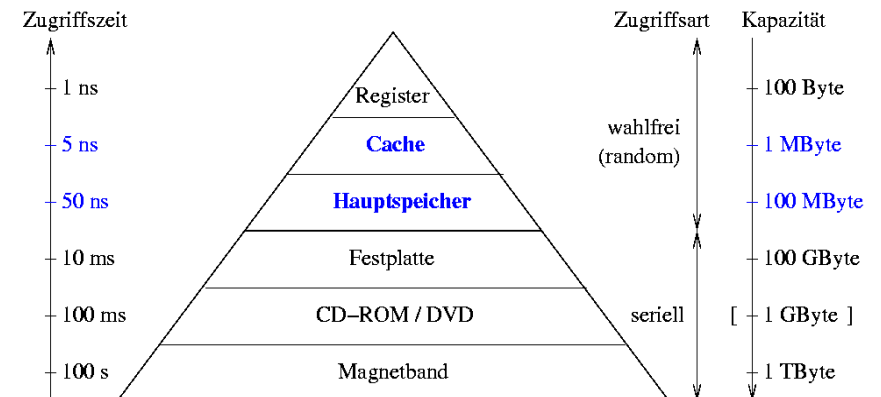 Zugriffszeit Zugriffsart Kapazität
1 ns Register 100 Byte
wahlfrei
5 ns Cache 1 MByte
(random)
50 ns Hauptspeicher 100 MByte
10 ms Festplatte 100 GByte
100 ms CD–ROM / DVD seriell [ 1 GByte ]
100 s Magnetband 1 TByte